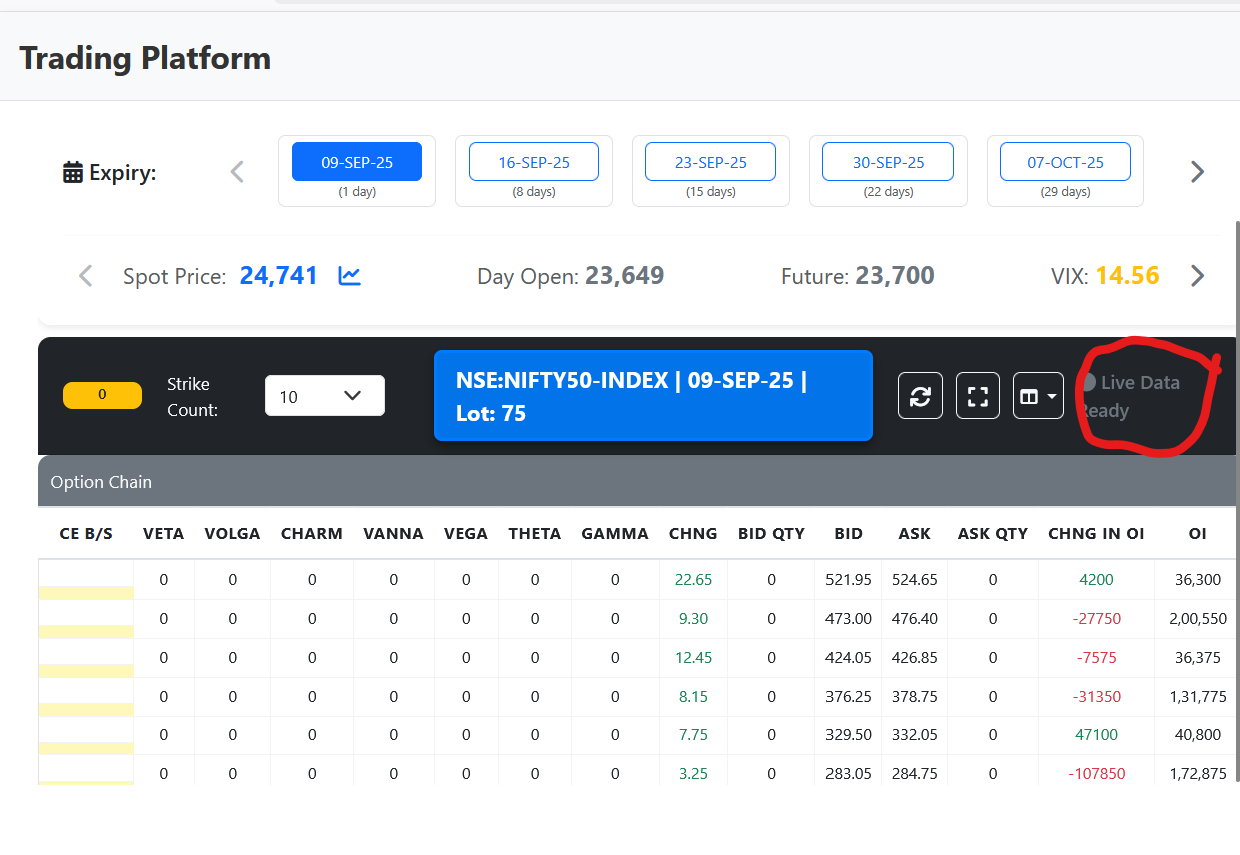 Trading Platform
Expiry:
09-SEP-25
(1 day)
16-SEP-25
(8 days)
23-SEP-25
(15 days)
30-SEP-25
(22 days)
07-OCT-25
(29 days)
Spot Price: 24,741
Day Open: 23,649
Future: 23,700
VIX: 14.56
0
Strike
Count:
10
NSE:NIFTY50-INDEX | 09-SEP-25 |
Lot: 75
Live Data
Ready
Option Chain
CE B/S VETA VOLGA CHARM VANNA VEGA THETA GAMMA CHNG BID QTY BID ASK ASK QTY CHNG IN OI OI
0 0 0 0 0 0 0 22.65 0 521.95 524.65 0 4200 36,300
0 0 0 0 0 0 0 9.30 0 473.00 476.40 0 -27750 2,00,550
0 0 0 0 0 0 0 12.45 0 424.05 426.85 0 -7575 36,375
0 0 0 0 0 0 0 8.15 0 376.25 378.75 0 -31350 1,31,775
0 0 0 0 0 0 0 7.75 0 329.50 332.05 0 47100 40,800
0 0 0 0 0 0 0 3.25 0 283.05 284.75 0 -107850 1,72,875